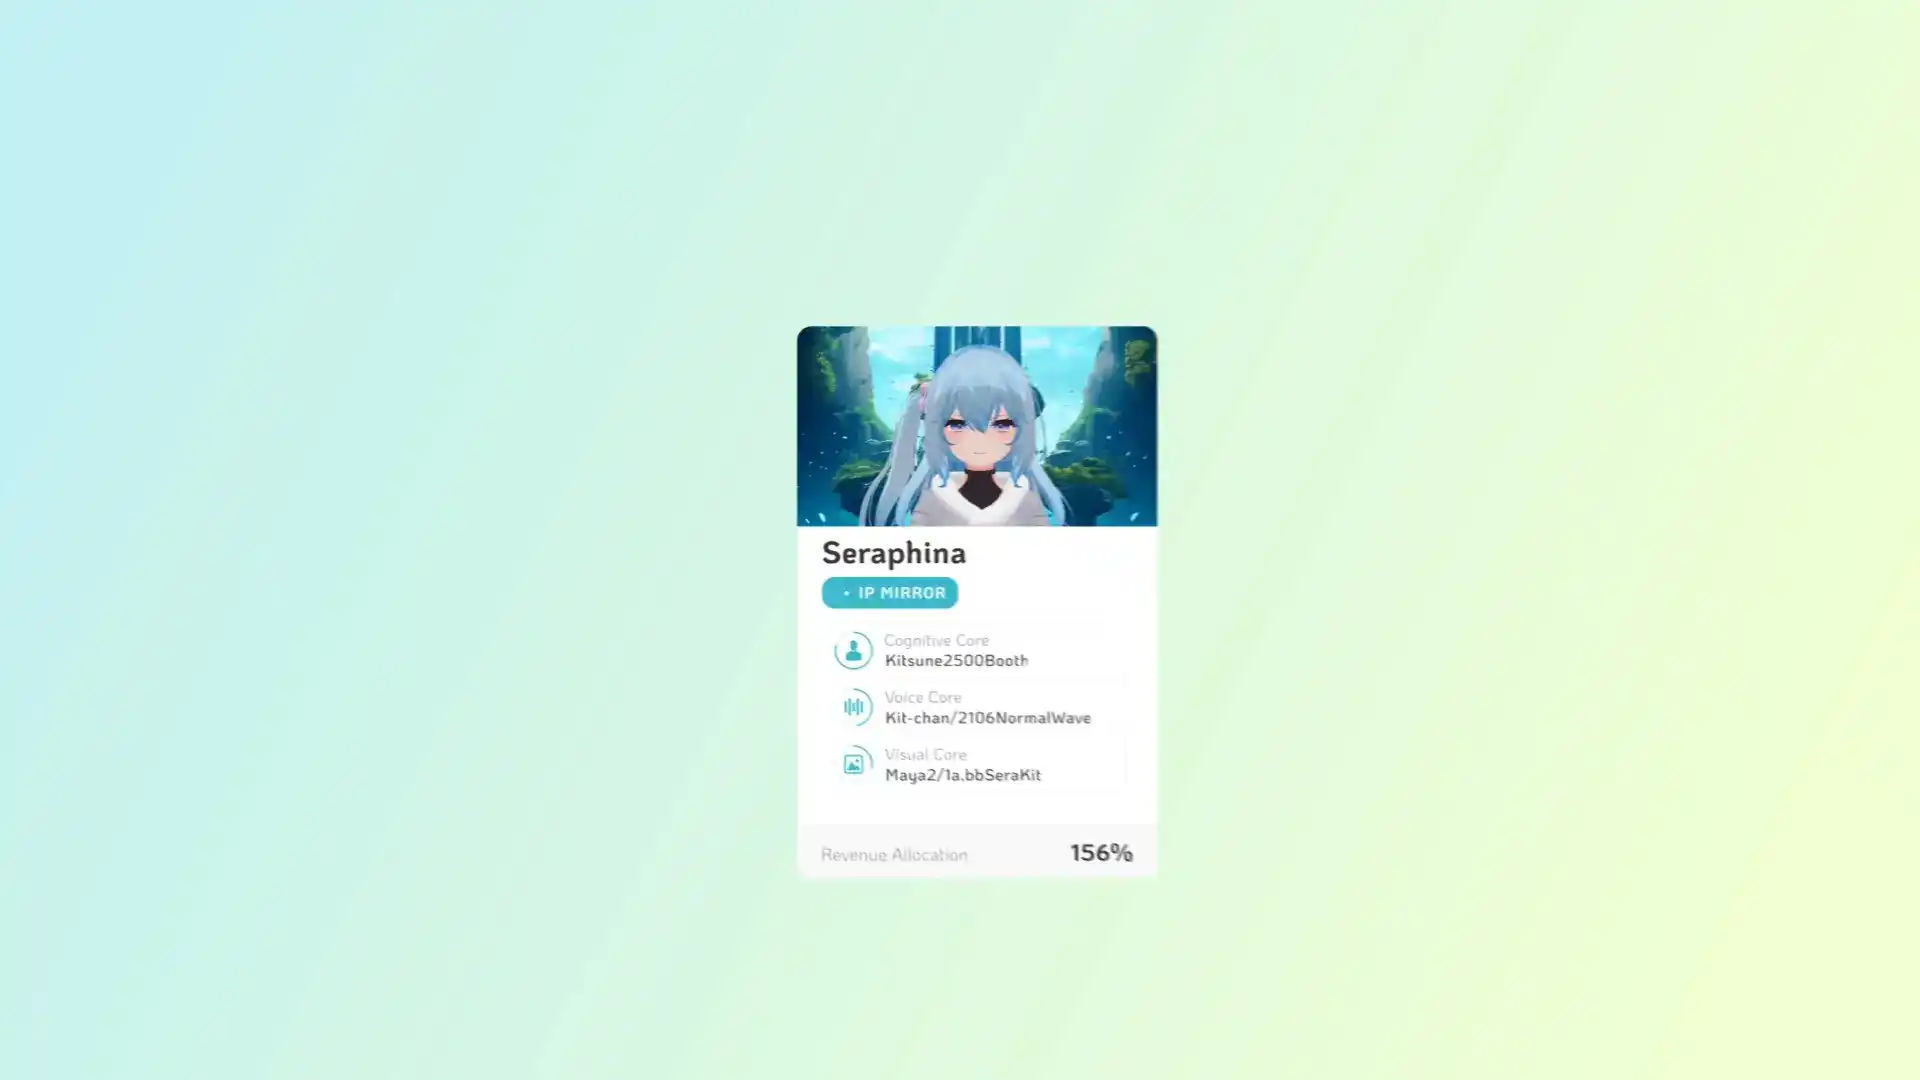 Seraphina
• IP MIRROR
Cognitive Core
Kitsune2500Booth
Voice Core
Kit-chan/2106NormalWave
Visual Core
Maya2/1a.bbSeraKit
Revenue Allocation 156%